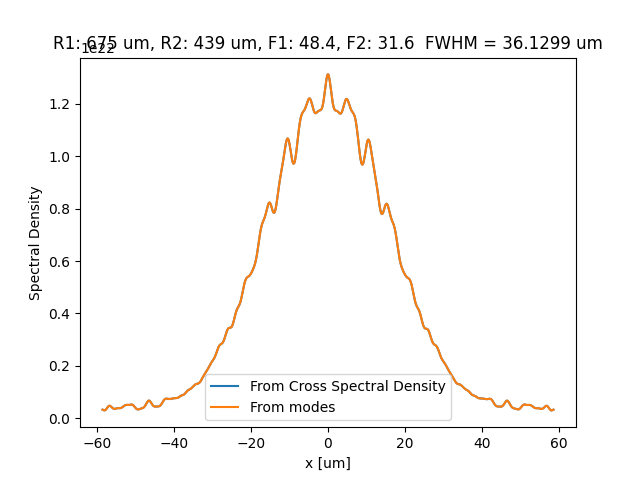 R1: 675 um, R2: 439 um, F1: 48.4, F2: 31.6  FWHM = 36.1299 um
1e22
1.2
1.0
0.8
0.6
0.4
0.2
0.0
Spectral Density
From Cross Spectral Density
From modes
−60 −40 −20 0 20 40 60
x [um]